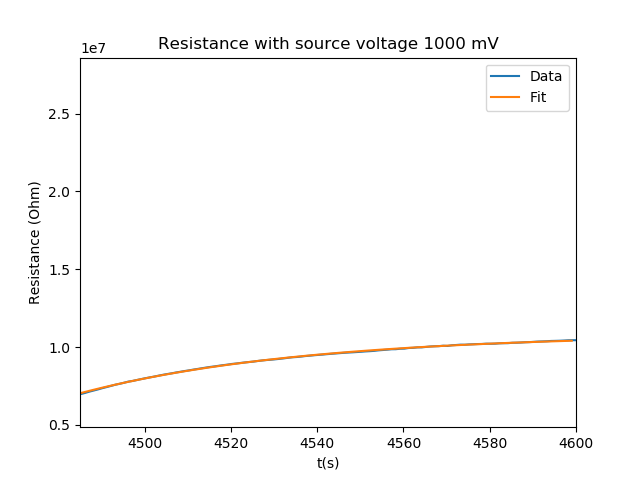 Resistance with source voltage 1000 mV
1e7
Data
Fit
2.5
2.0
1.5
1.0
0.5
Resistance (Ohm)
4500 4520 4540 4560 4580 4600
t(s)